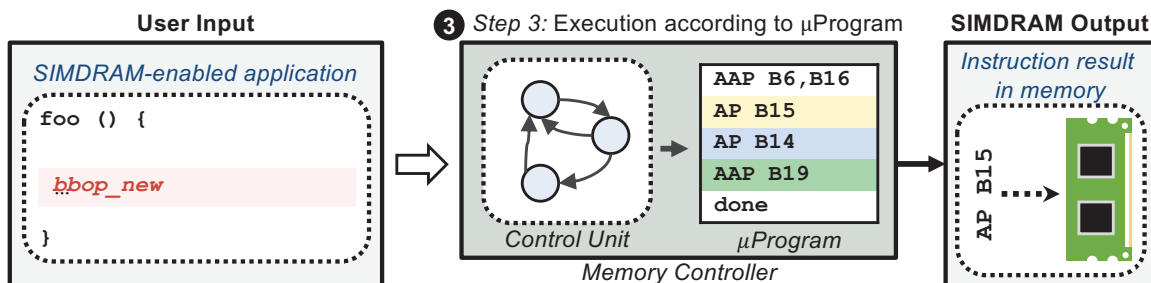 User Input
SIMDRAM-enabled application
foo () {
bbop_new
...
}
3 Step 3: Execution according to µProgram
Control Unit
AAP B6,B16
AP B15
AP B14
AAP B19
done
µProgram
Memory Controller
SIMDRAM Output
Instruction result
in memory
AP B15